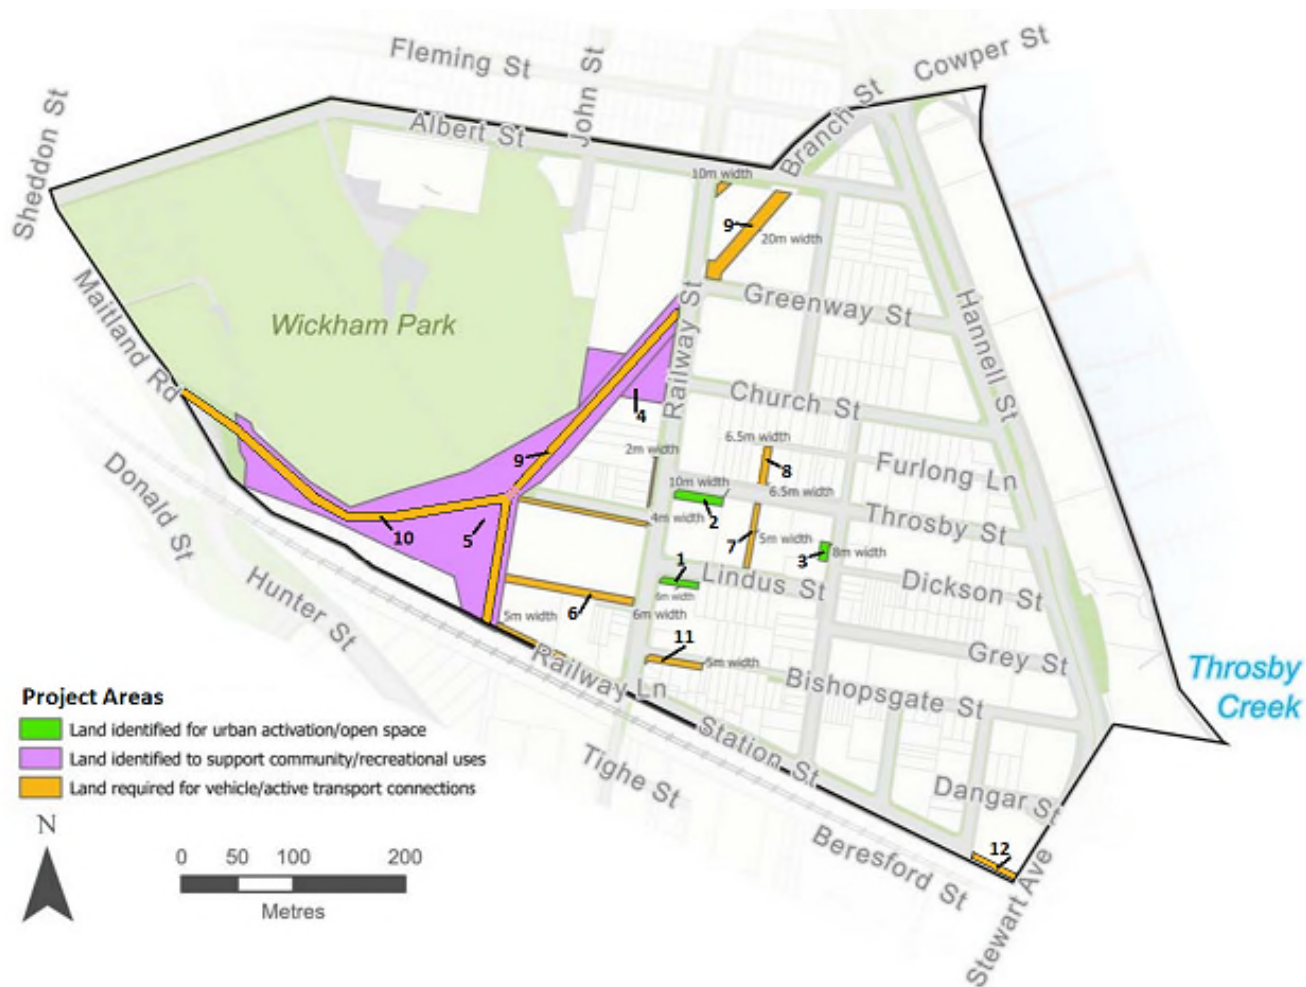 Fleming St
John St
Cowper St
Sheddon St
Albert St
Branch St
10m width
9
20m width
Maitland Rd
Wickham Park
Railway St
Greenway St
Hannell St
Church St
4
2m width
6.5m width
8
Furlong Ln
9
10m width
6.5m width
2
Throsby St
4m width
Donald St
10
5
7
5m width
3
8m width
1
Lindus St
Dickson St
6m width
Hunter St
6
6m width
5m width
11
Grey St
5m width
Railway Ln
Bishopsgate St
Throsby
Creek
Project Areas
Land identified for urban activation/open space
Land identified to support community/recreational uses
Land required for vehicle/active transport connections
Station St
Tighe St
Dangar St
Beresford St
12
Stewart Ave
N
0 50 100 200
Metres